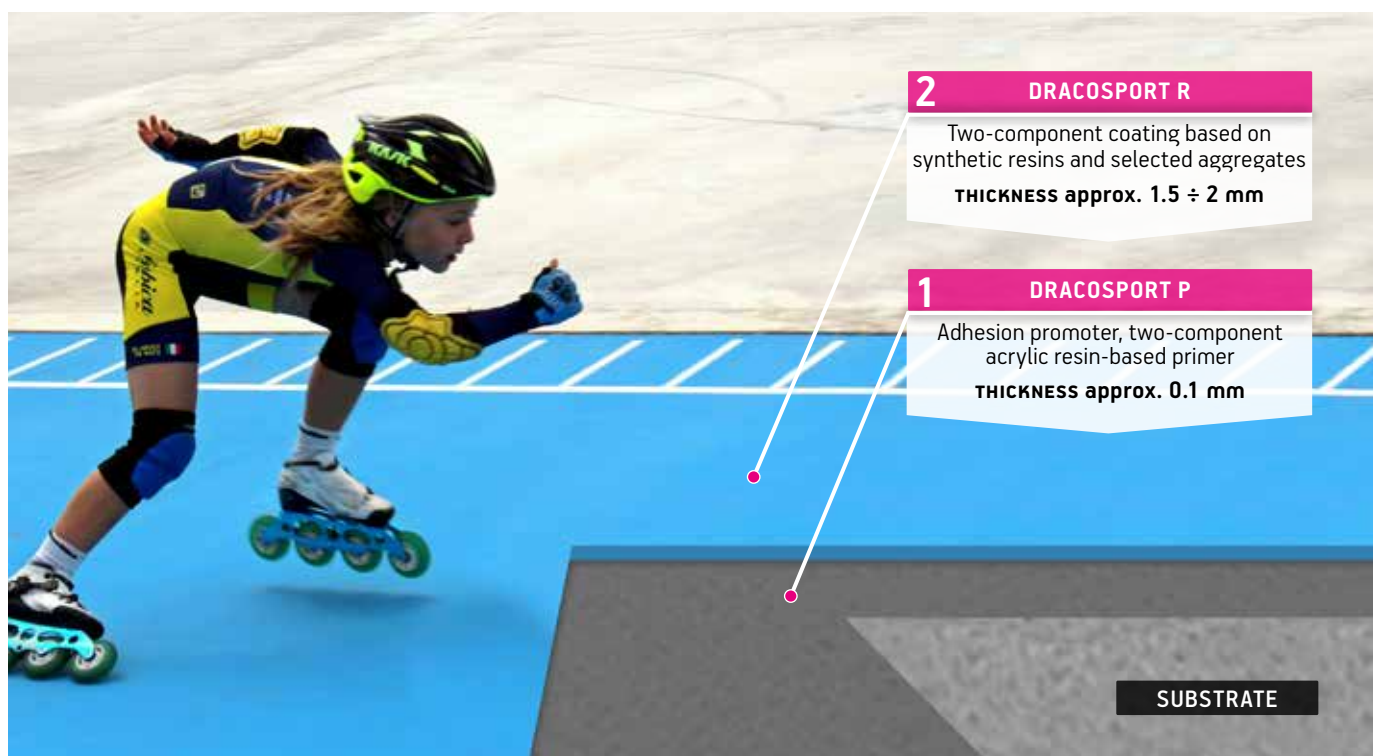 2 DRACOSPORT R
Two-component coating based on
synthetic resins and selected aggregates
THICKNESS approx. 1.5 ÷ 2 mm
1 DRACOSPORT P
Adhesion promoter, two-component
acrylic resin-based primer
THICKNESS approx. 0.1 mm
KASK
SUBSTRATE